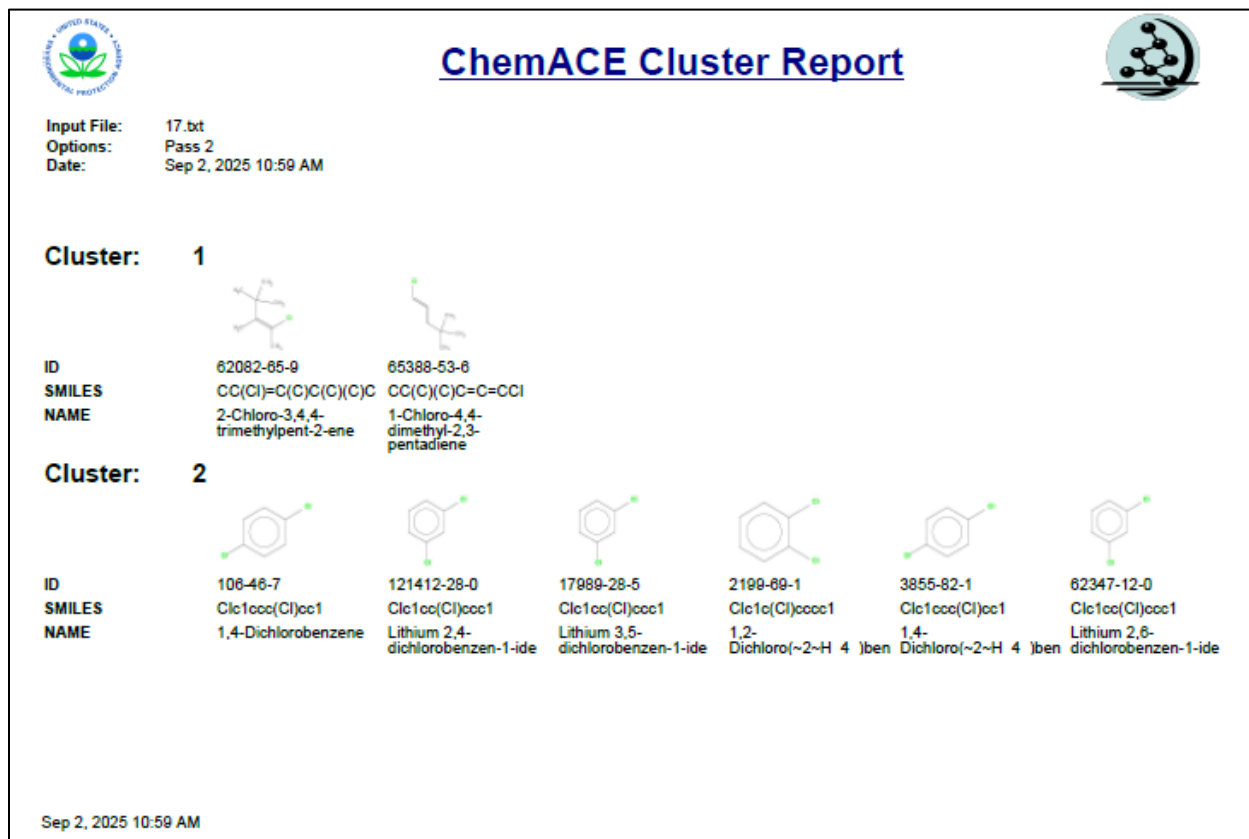 ChemACE Cluster Report
Input File: 17.txt
Options: Pass 2
Date: Sep 2, 2025 10:59 AM
Cluster: 1
ID 62082-65-9 65388-53-6
SMILES CC(Cl)=C(C)C(C)(C)C CC(C)(C)C=C=CCl
NAME 2-Chloro-3,4,4- 1-Chloro-4,4-
trimethylpent-2-ene dimethyl-2,3-
pentadiene
Cluster: 2
ID 106-46-7 121412-28-0 17989-28-5 2199-69-1 3855-82-1 62347-12-0
SMILES Clc1ccc(Cl)cc1 Clc1cc(Cl)ccc1 Clc1cc(Cl)ccc1 Clc1c(Cl)cccc1 Clc1ccc(Cl)cc1 Clc1cc(Cl)ccc1
NAME 1,4-Dichlorobenzene Lithium 2,4- Lithium 3,5- 1,2- 1,4- Lithium 2,6-
dichlorobenzen-1-ide dichlorobenzen-1-ide Dichloro(~2~H_4_)ben Dichloro(~2~H_4_)ben dichlorobenzen-1-ide
Sep 2, 2025 10:59 AM